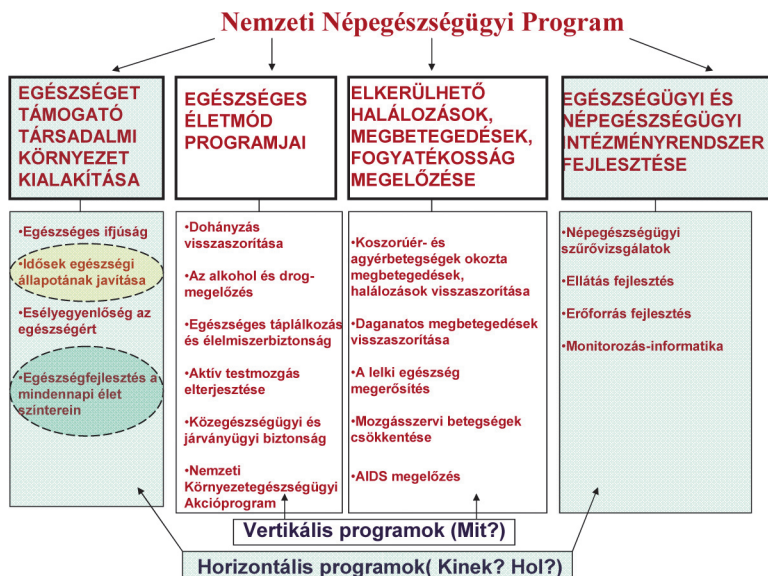 Nemzeti Népegészségügyi Program
EGÉSZSÉGET
TÁMOGATÓ
TÁRSADALMI
KÖRNYEZET
KIALAKÍTÁSA
EGÉSZSÉGES
ÉLETMÓD
PROGRAMJAI
ELKERÜLHETŐ
HALÁLOZÁSOK,
MEGBETEGEDÉSEK,
FOGYATÉKOSSÁG
MEGELŐZÉSE
EGÉSZSÉGÜGYI ÉS
NÉPEGÉSZSÉGÜGYI
INTÉZMÉNYRENDSZER
FEJLESZTÉSE
•Egészséges ifjúság
•Idősek egészségi
állapotának javítása
•Esélyegyenlőség az
egészségért
•Egészségfejlesztés a
mindennapi élet
színterein
•Dohányzás
visszaszorítása
•Az alkohol és drog-
megelőzés
•Egészséges táplálkozás
és élelmiszerbiztonság
•Aktív testmozgás
elterjesztése
•Közegészségügyi és
járványügyi biztonság
•Nemzeti
Környezetegészségügyi
Akcióprogram
•Koszorúér- és
agyérbetegségek okozta
megbetegedések,
halálozások visszaszorítása
•Daganatos megbetegedések
visszaszorítása
•A lelki egészség
megerősítés
•Mozgásszervi betegségek
csökkentése
•AIDS megelőzés
•Népegészségügyi
szűrővizsgálatok
•Ellátás fejlesztés
•Erőforrás fejlesztés
•Monitorozás-informatika
Vertikális programok (Mit?)
Horizontális programok( Kinek? Hol?)